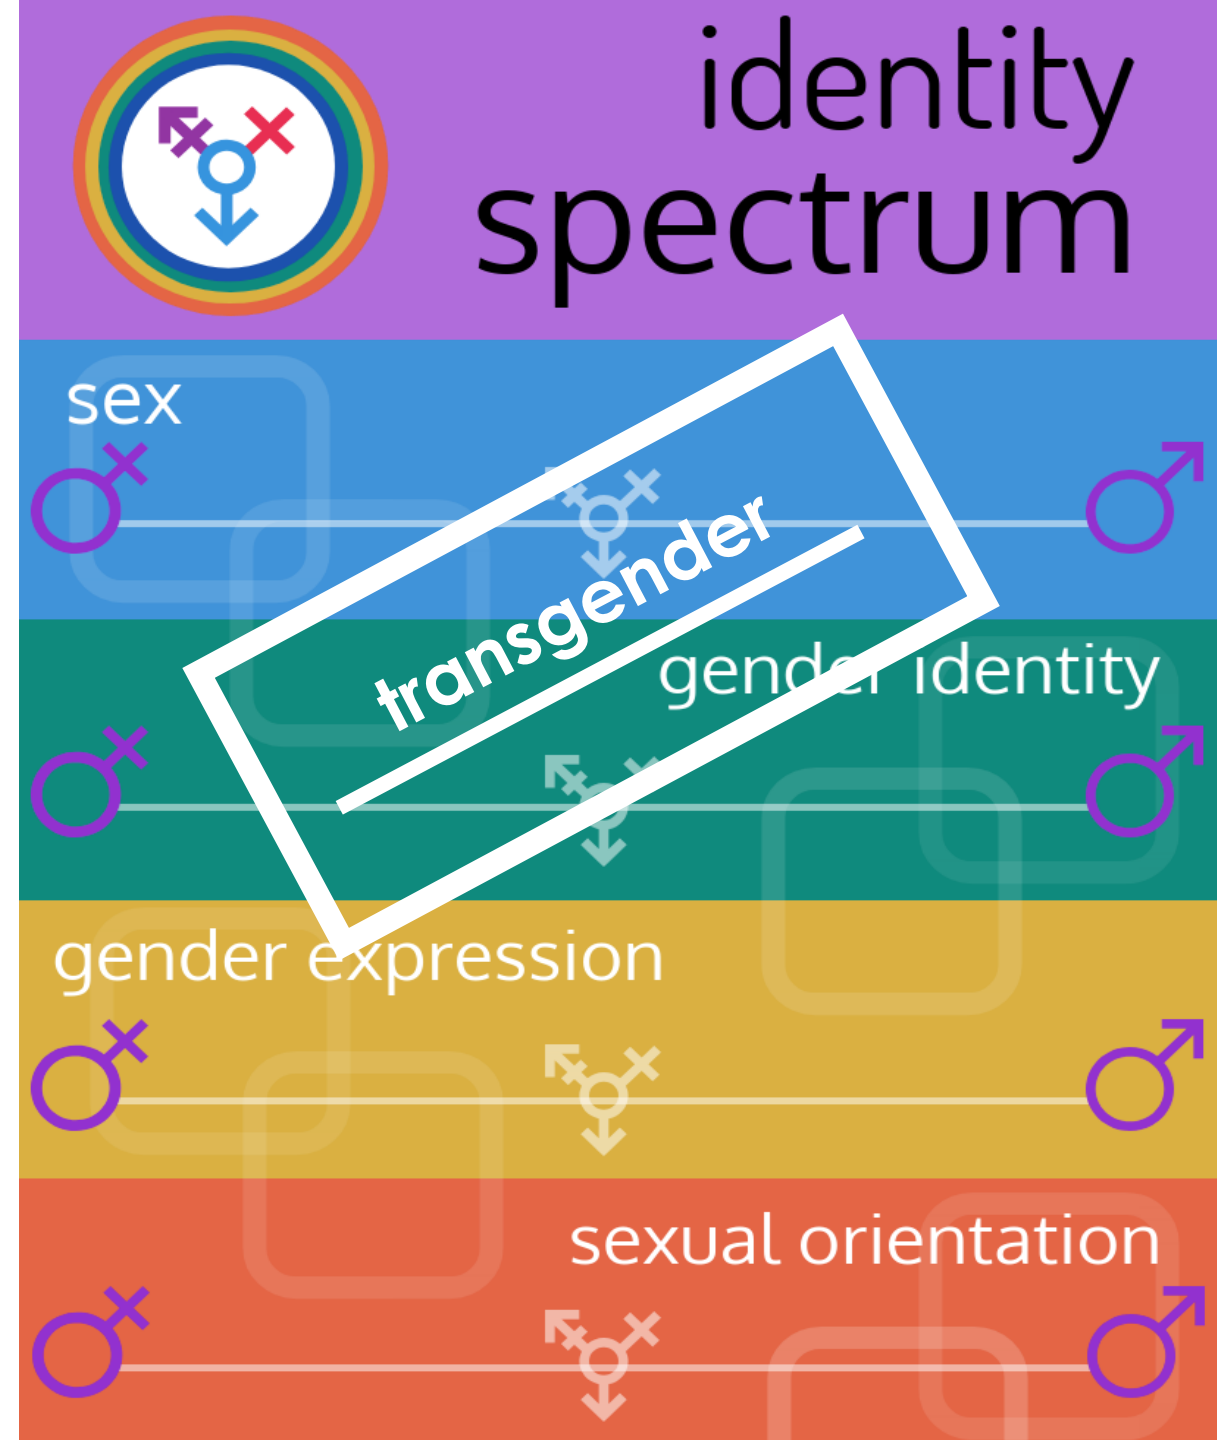 identity
spectrum
sex
transgender
gender identity
gender expression
sexual orientation